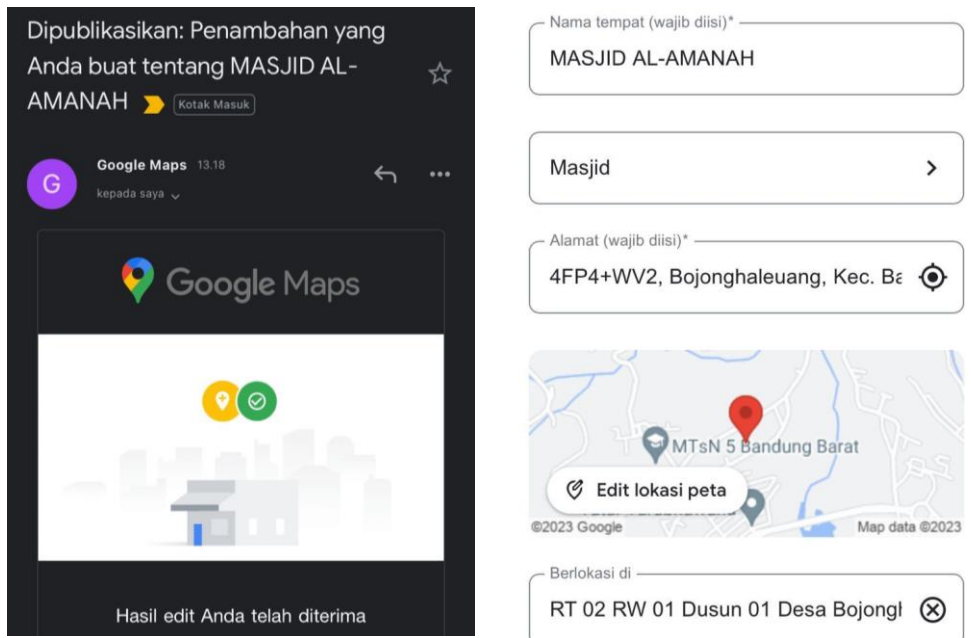 Dipublikasikan: Penambahan yang
Anda buat tentang MASJID AL-
AMANAH Kotak Masuk
G
Google Maps 13.18
kepada saya
Google Maps
Hasil edit Anda telah diterima
Nama tempat (wajib diisi)*
MASJID AL-AMANAH
Masjid
Alamat (wajib diisi)*
4FP4+WV2, Bojonghaleuang, Kec. Ba
MTsN 5 Bandung Barat
Edit lokasi peta
©2023 Google
Map data ©2023
Berlokasi di
RT 02 RW 01 Dusun 01 Desa Bojongh